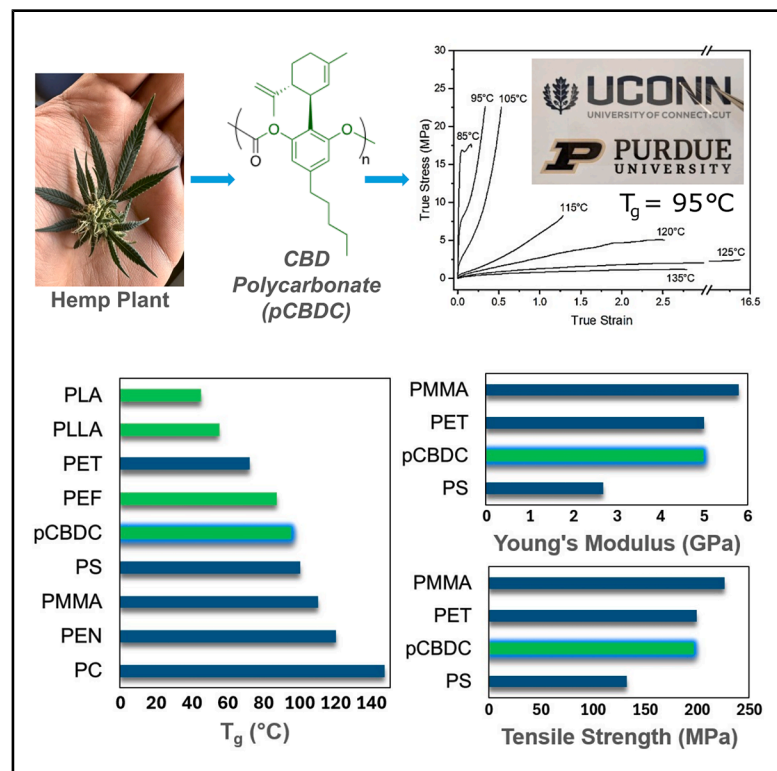 Hemp Plant
O
O
O
n
CBD
Polycarbonate
(pCBDC)
True Stress (MPa)
30
25
20
15
10
5
0
85°C
95°C
105°C
115°C
120°C
125°C
135°C
UCONN
UNIVERSITY OF CONNECTICUT
P PURDUE
UNIVERSITY
Tg = 95°C
0.0 0.5 1.0 1.5 2.0 2.5 16.5
True Strain
PLA
PLLA
PET
PEF
pCBDC
PS
PMMA
PEN
PC
0 20 40 60 80 100 120 140
Tg (°C)
PMMA
PET
pCBDC
PS
0 1 2 3 4 5 6
Young's Modulus (GPa)
PMMA
PET
pCBDC
PS
0 50 100 150 200 250
Tensile Strength (MPa)